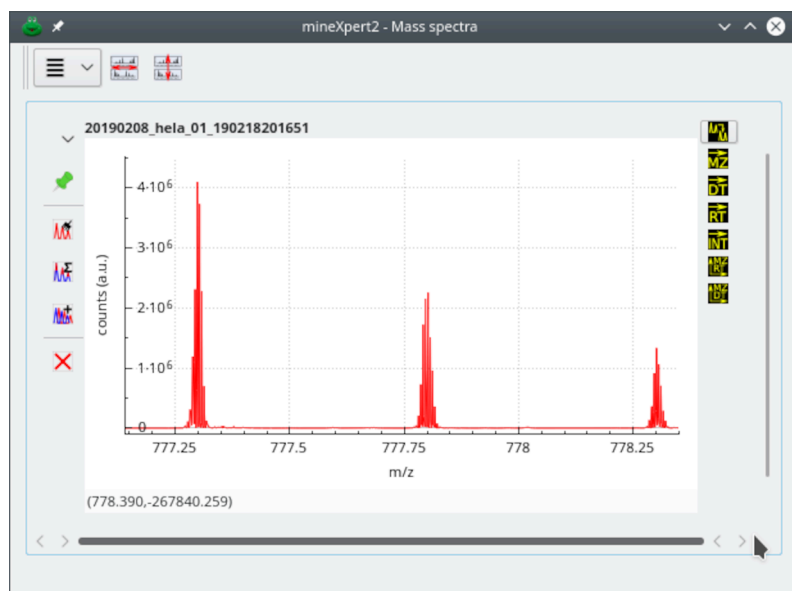 mineXpert2 - Mass spectra
20190208_hela_01_190218201651
MZ
DT
RT
INT
4·10⁶
3·10⁶
2·10⁶
1·10⁶
0
counts (a.u.)
777.25 777.5 777.75 778 778.25
m/z
(778.390,-267840.259)